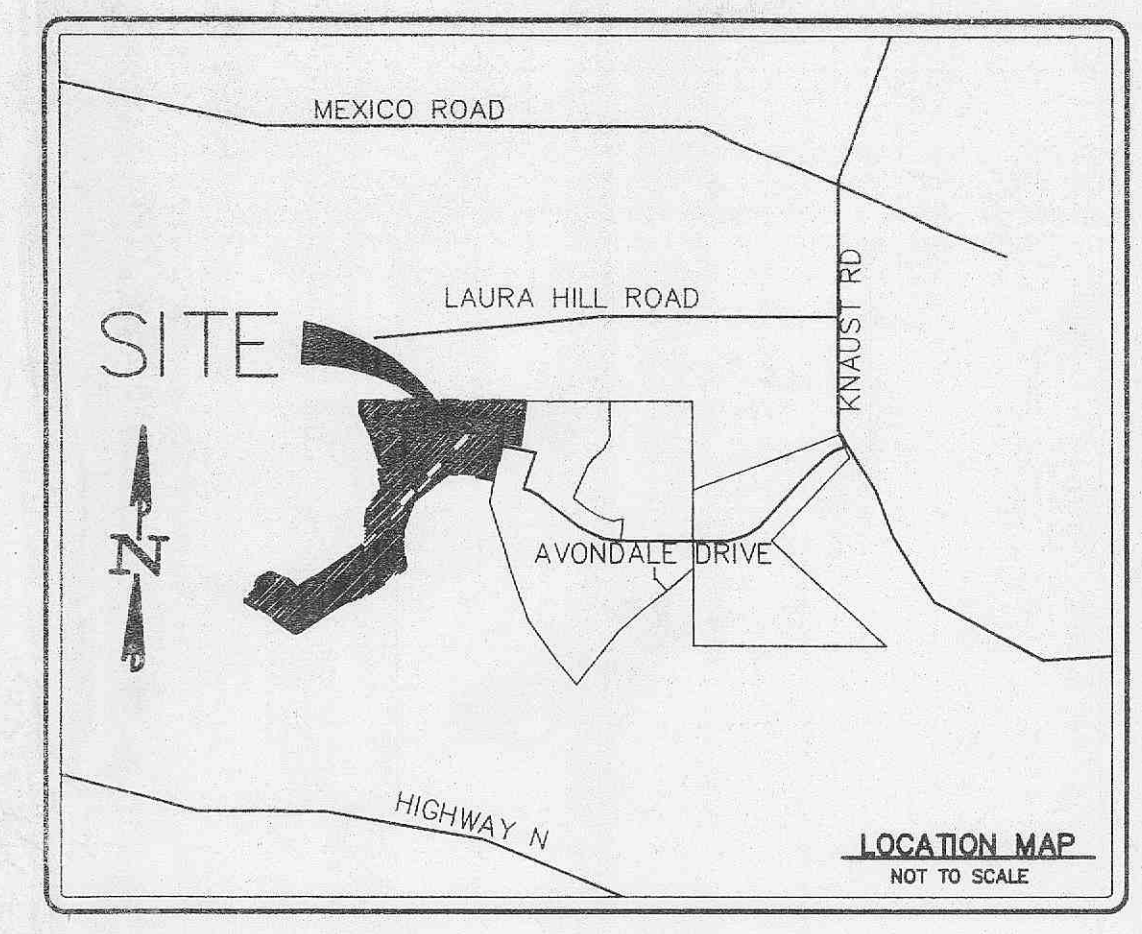 MEXICO ROAD
LAURA HILL ROAD
KNAUST RD
SITE
N
AVONDALE DRIVE
HIGHWAY N
LOCATION MAP
NOT TO SCALE